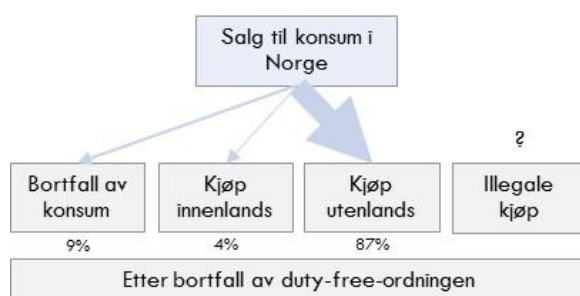 Salg til konsum i
Norge
?
Bortfall av
konsum
Kjøp
innenlands
Kjøp
utenlands
Illegale
kjøp
9%
4%
87%
Etter bortfall av duty-free-ordningen